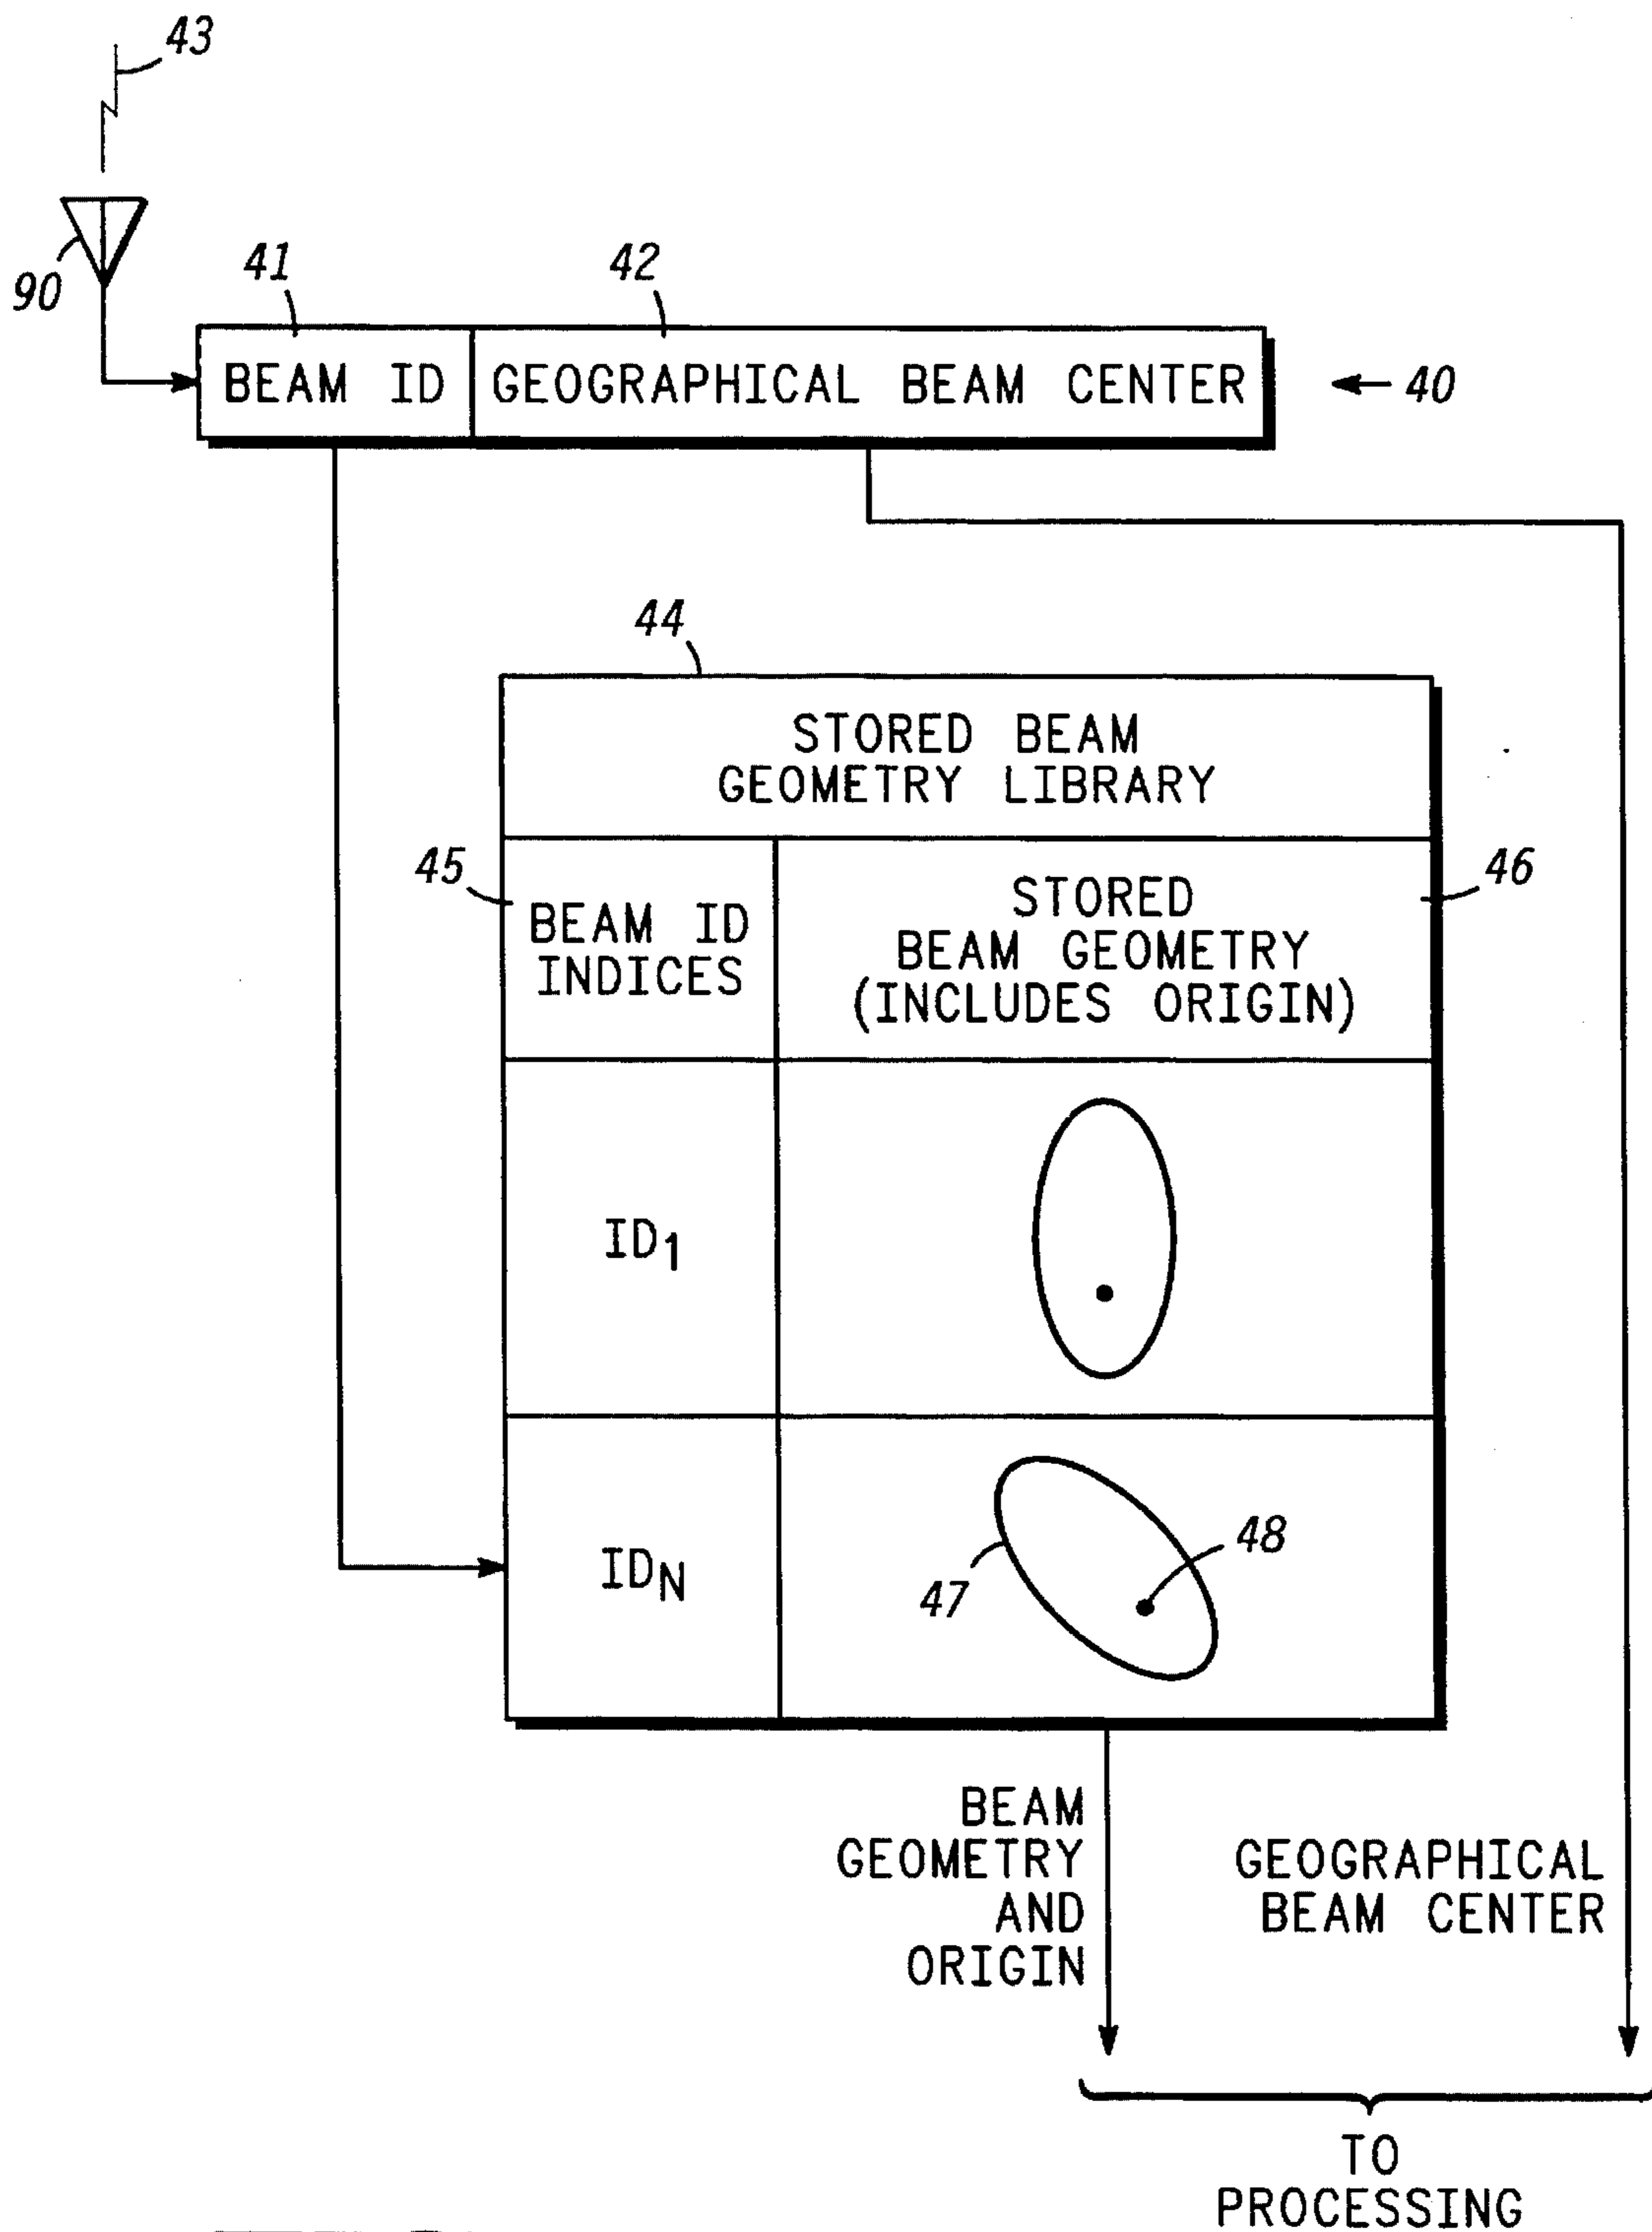 43
90
41
42
BEAM ID GEOGRAPHICAL BEAM CENTER
40
44
STORED BEAM
GEOMETRY LIBRARY
45
BEAM ID
INDICES
STORED
BEAM GEOMETRY
(INCLUDES ORIGIN)
46
ID1
IDN
47
48
BEAM
GEOMETRY
AND
ORIGIN
GEOGRAPHICAL
BEAM CENTER
TO
PROCESSING